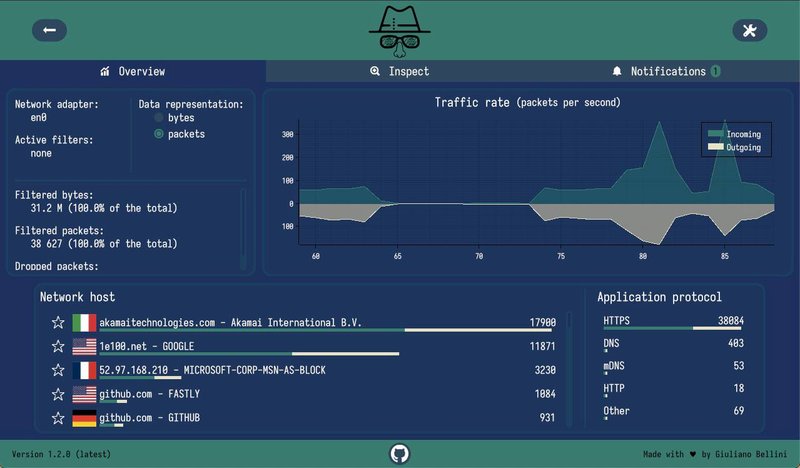 Overview
Inspect
Notifications 1
Network adapter:
en0
Active filters:
none
Data representation:
bytes
packets
Filtered bytes:
31.2 M (100.0% of the total)
Filtered packets:
38 627 (100.0% of the total)
Dropped packets:
Traffic rate (packets per second)
Incoming
Outgoing
300
200
100
0
100
60 65 70 75 80 85
Network host
akamaitechnologies.com - Akamai International B.V. 17900
1e100.net - GOOGLE 11871
52.97.168.210 - MICROSOFT-CORP-MSN-AS-BLOCK 3230
github.com - FASTLY 1084
github.com - GITHUB 931
Application protocol
HTTPS 38084
DNS 403
mDNS 53
HTTP 18
Other 69
Version 1.2.0 (latest)
Made with ♥ by Giuliano Bellini